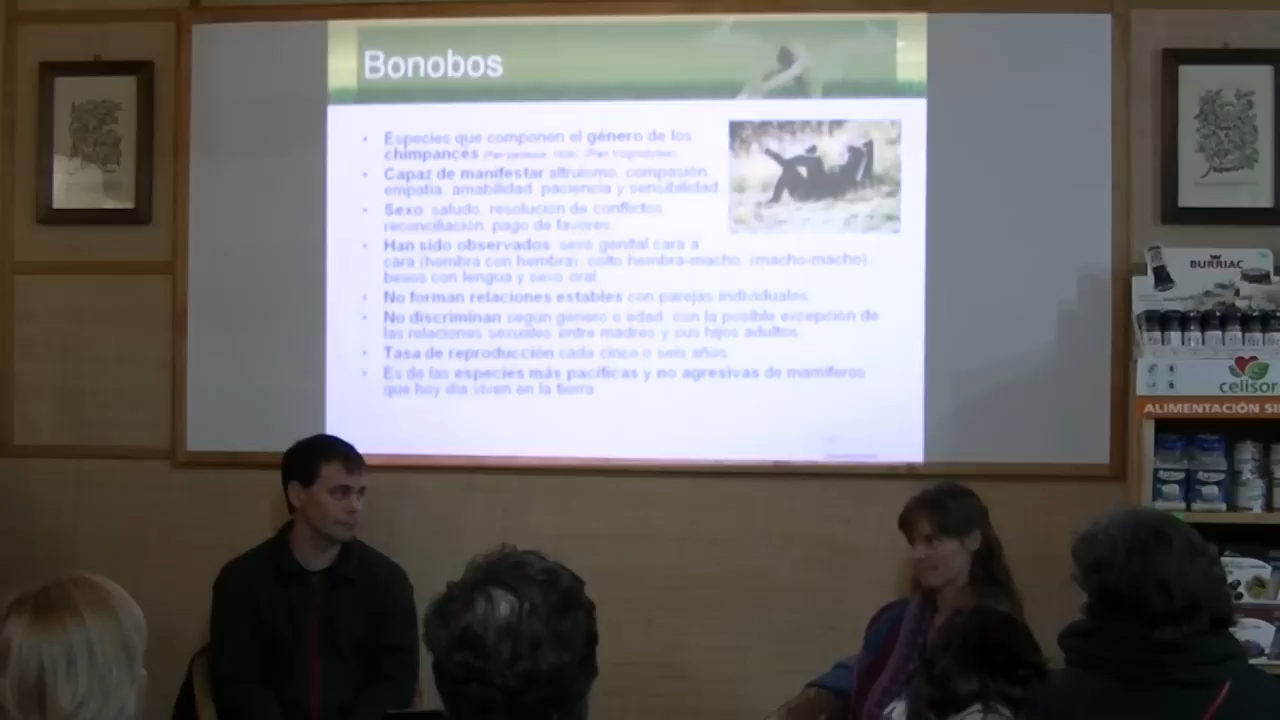 Bonobos
• Especies que componen el género de los
chimpancés
• Capaz de manifestar altruismo, compasión,
empatía, amabilidad, paciencia y sensibilidad.
• Sexo: saludo, resolución de conflictos,
reconciliación, pago de favores.
• Han sido observados: sexo genital cara a
cara (hembra con hembra), coito hembra-macho, (macho-macho),
besos con lengua y sexo oral.
• No forman relaciones estables con parejas individuales.
• No discriminan según género o edad, con la posible excepción de
las relaciones sexuales entre madres y sus hijos adultos.
• Tasa de reproducción cada cinco o seis años.
• Es de las especies más pacíficas y no agresivas de mamíferos
que hoy día viven en la tierra.
BURRIAC
celisor
ALIMENTACIÓN SI